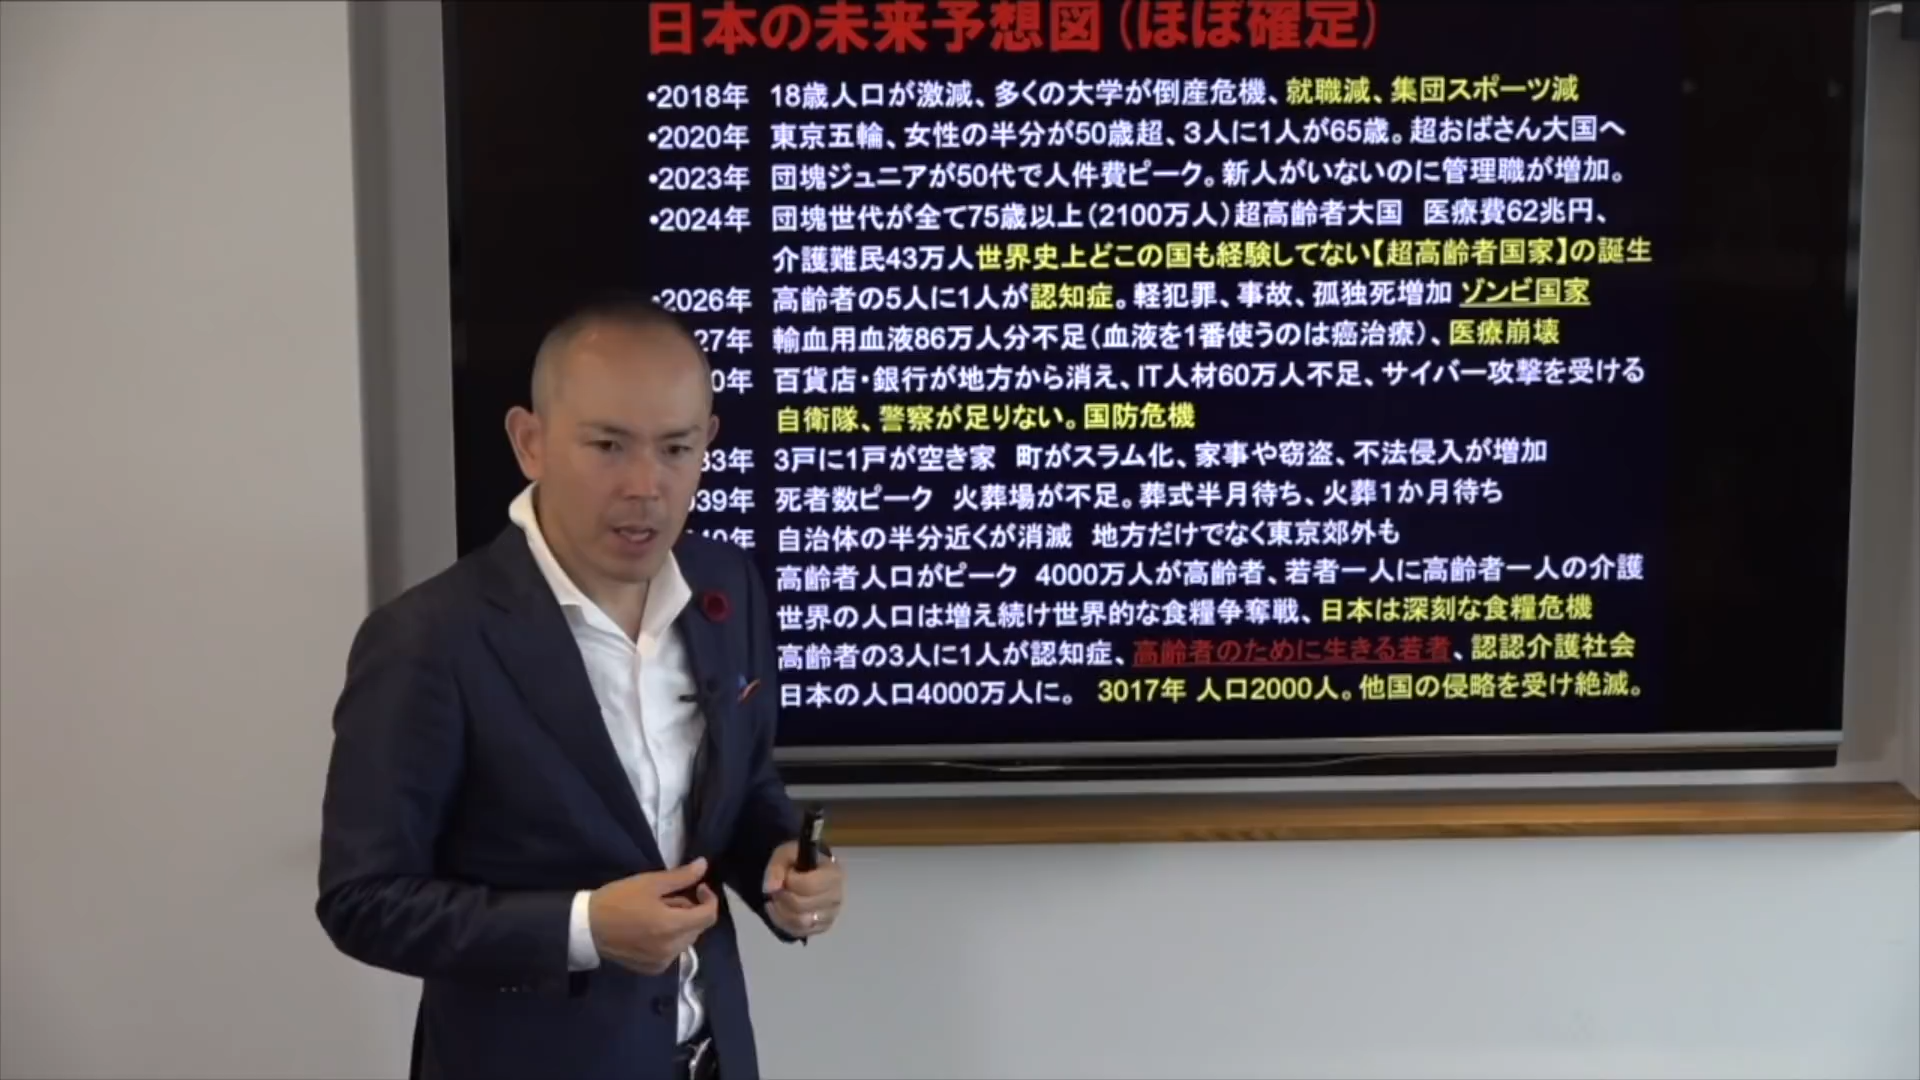 日本の未来予想図(ほぼ確定)
•2018年 18歳人口が激減、多くの大学が倒産危機、就職減、集団スポーツ減
•2020年 東京五輪、女性の半分が50歳超、3人に1人が65歳。超おばさん大国へ
•2023年 団塊ジュニアが50代で人件費ピーク。新人がいないのに管理職が増加。
•2024年 団塊世代が全て75歳以上(2100万人)超高齢者大国 医療費62兆円、
介護難民43万人世界史上どこの国も経験してない【超高齢者国家】の誕生
•2026年 高齢者の5人に1人が認知症。軽犯罪、事故、孤独死増加 ゾンビ国家
27年 輸血用血液86万人分不足(血液を1番使うのは癌治療)、医療崩壊
0年 百貨店・銀行が地方から消え、IT人材60万人不足、サイバー攻撃を受ける
自衛隊、警察が足りない。国防危機
33年 3戸に1戸が空き家 町がスラム化、家事や窃盗、不法侵入が増加
039年 死者数ピーク 火葬場が不足。葬式半月待ち、火葬1か月待ち
40年 自治体の半分近くが消滅 地方だけでなく東京郊外も
高齢者人口がピーク 4000万人が高齢者、若者一人に高齢者一人の介護
世界の人口は増え続け世界的な食糧争奪戦、日本は深刻な食糧危機
高齢者の3人に1人が認知症、高齢者のために生きる若者、認認介護社会
日本の人口4000万人に。 3017年 人口2000人。他国の侵略を受け絶滅。